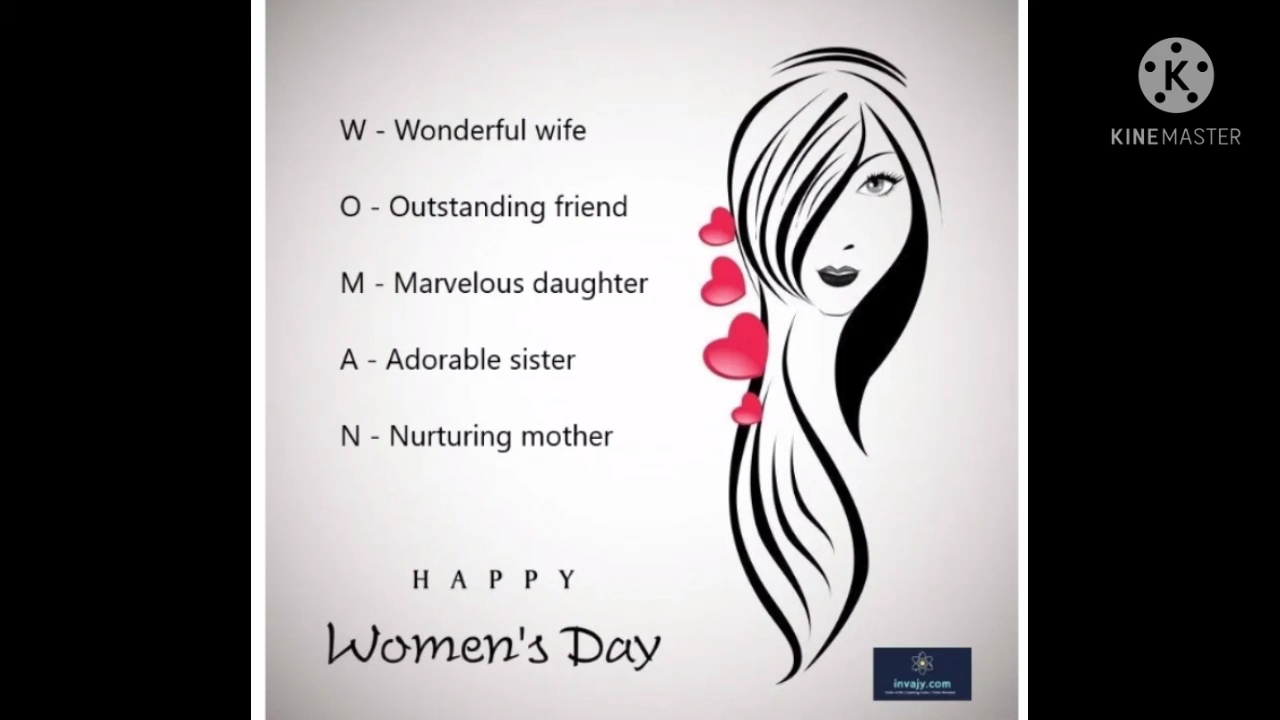 W - Wonderful wife
O - Outstanding friend
M - Marvelous daughter
A - Adorable sister
N - Nurturing mother
HAPPY
Women's Day
invajy.com
K
KINEMASTER